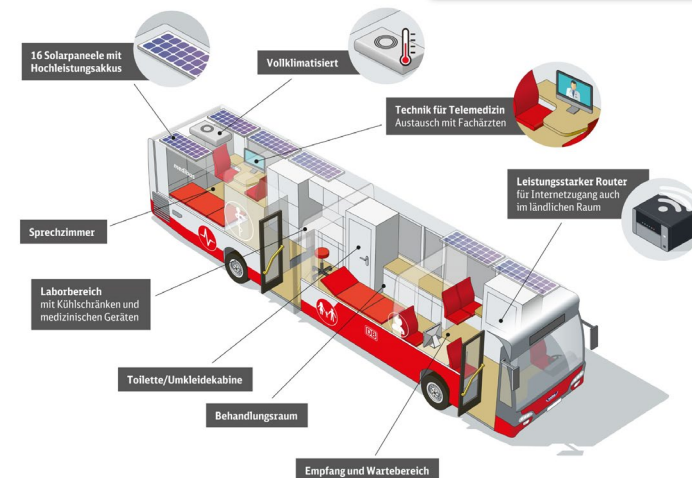 16 Solarpaneele mit
Hochleistungsakkus
Vollklimatisiert
Technik für Telemedizin
Austausch mit Fachärzten
Leistungsstarker Router
für Internetzugang auch
im ländlichen Raum
Sprechzimmer
Laborbereich
mit Kühlschränken und
medizinischen Geräten
Toilette/Umkleidekabine
Behandlungsraum
Empfang und Wartebereich
DB